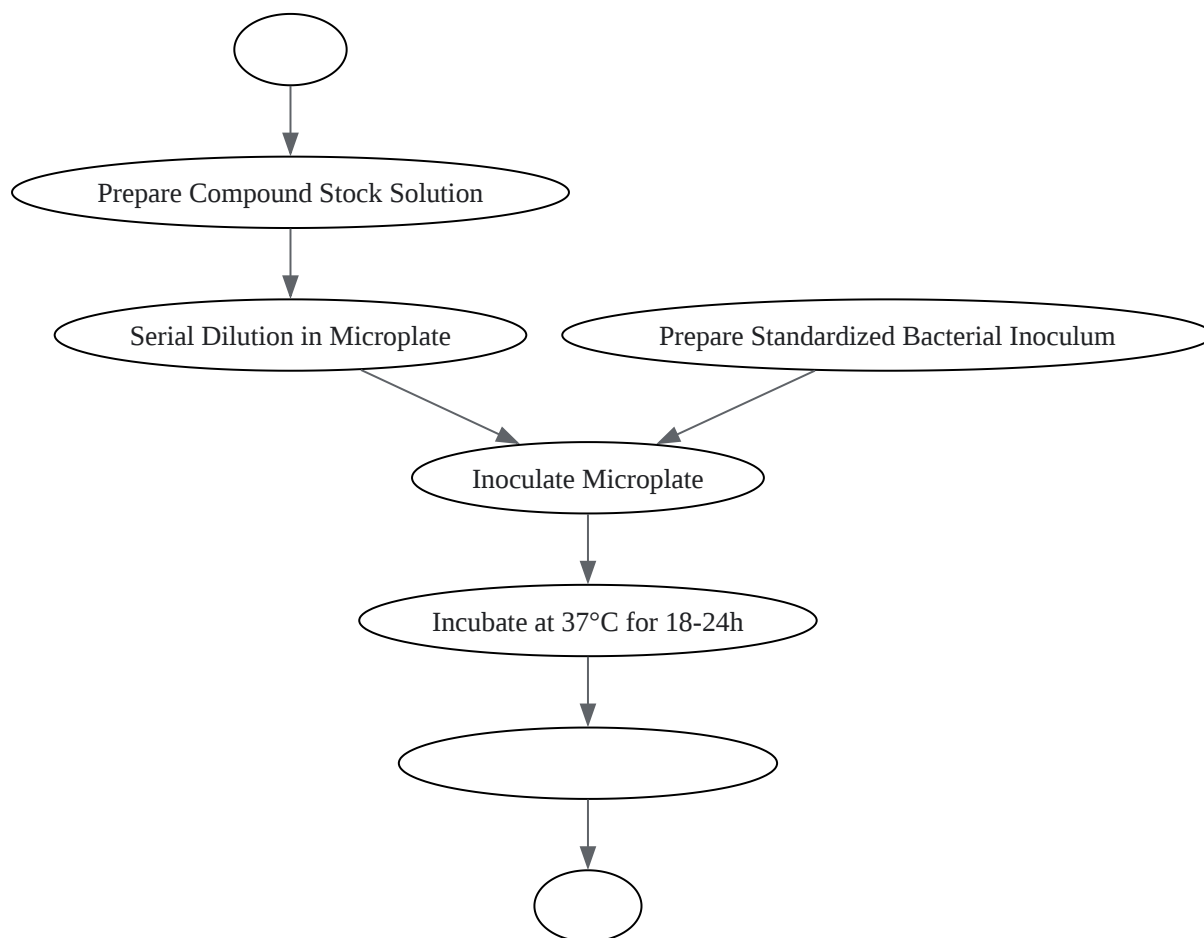 Prepare Compound Stock Solution
Serial Dilution in Microplate
Prepare Standardized Bacterial Inoculum
Inoculate Microplate
Incubate at 37°C for 18-24h